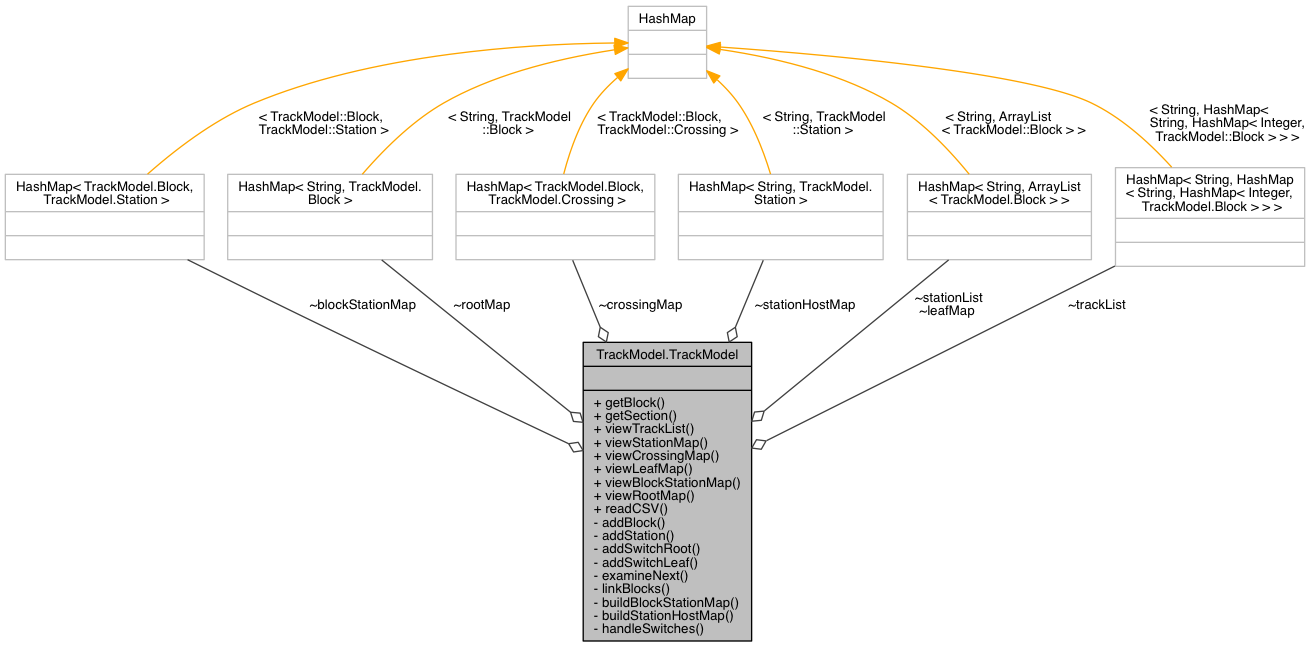 HashMap
< TrackModel::Block,
TrackModel::Station >
< String, TrackModel
::Block >
< TrackModel::Block,
TrackModel::Crossing >
< String, TrackModel
::Station >
< String, ArrayList
< TrackModel::Block > >
< String, HashMap<
String, HashMap< Integer,
TrackModel::Block > > >
HashMap< TrackModel.Block,
TrackModel.Station >
HashMap< String, TrackModel.
Block >
HashMap< TrackModel.Block,
TrackModel.Crossing >
HashMap< String, TrackModel.
Station >
HashMap< String, ArrayList
< TrackModel.Block > >
HashMap< String, HashMap
< String, HashMap< Integer,
TrackModel.Block > > >
~blockStationMap
~rootMap
~crossingMap
~stationHostMap
~stationList
~leafMap
~trackList
TrackModel.TrackModel
+ getBlock()
+ getSection()
+ viewTrackList()
+ viewStationMap()
+ viewCrossingMap()
+ viewLeafMap()
+ viewBlockStationMap()
+ viewRootMap()
+ readCSV()
- addBlock()
- addStation()
- addSwitchRoot()
- addSwitchLeaf()
- examineNext()
- linkBlocks()
- buildBlockStationMap()
- buildStationHostMap()
- handleSwitches()